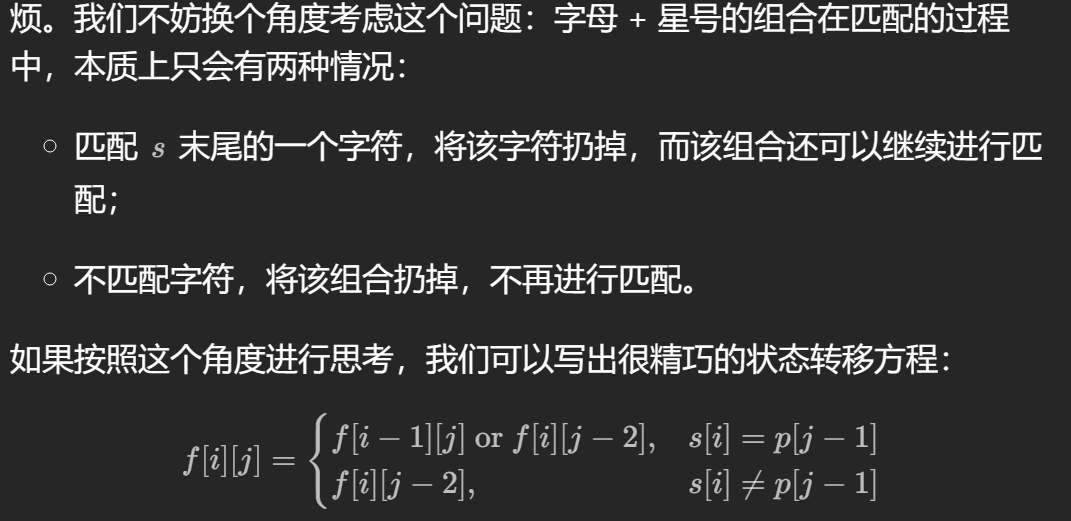 烦。我们不妨换个角度考虑这个问题：字母 + 星号的组合在匹配的过程
中，本质上只会有两种情况：
○ 匹配 s 末尾的一个字符，将该字符扔掉，而该组合还可以继续进行匹
配；
○ 不匹配字符，将该组合扔掉，不再进行匹配。
如果按照这个角度进行思考，我们可以写出很精巧的状态转移方程：
f[i][j] = { f[i − 1][j] or f[i][j − 2], s[i] = p[j − 1]
f[i][j − 2], s[i] ≠ p[j − 1]